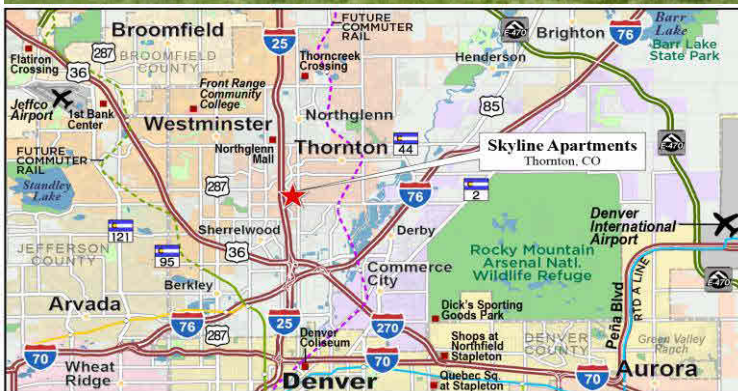 Broomfield
BROOMFIELD
COUNTY
Flatiron
Crossing
36
287
Jeffco
Airport
1st Bank
Center
Front Range
Community
College
Westminster
Northglenn
Mall
25
FUTURE
COMMUTER
RAIL
Thorncreek
Crossing
Northglenn
Thornton
44
Henderson
85
Brighton
E-470
76
Barr
Lake
Barr Lake
State Park
Skyline Apartments
Thornton, CO
E-470
FUTURE
COMMUTER
RAIL
Standley
Lake
287
121
JEFFERSON
COUNTY
95
Sherrelwood
36
Berkley
76
Derby
2
Rocky Mountain
Arsenal Natl.
Wildlife Refuge
Denver
International
Airport
E-470
Commerce
City
Arvada
76
287
25
270
Dick's Sporting
Goods Park
Peña Blvd
RTD A LINE
70
Wheat
Ridge
Denver
Coliseum
Denver
70
Shops at
Northfield
Stapleton
Quebec Sq.
at Stapleton
DENVER
COUNTY
Green Valley
Ranch
70
Aurora